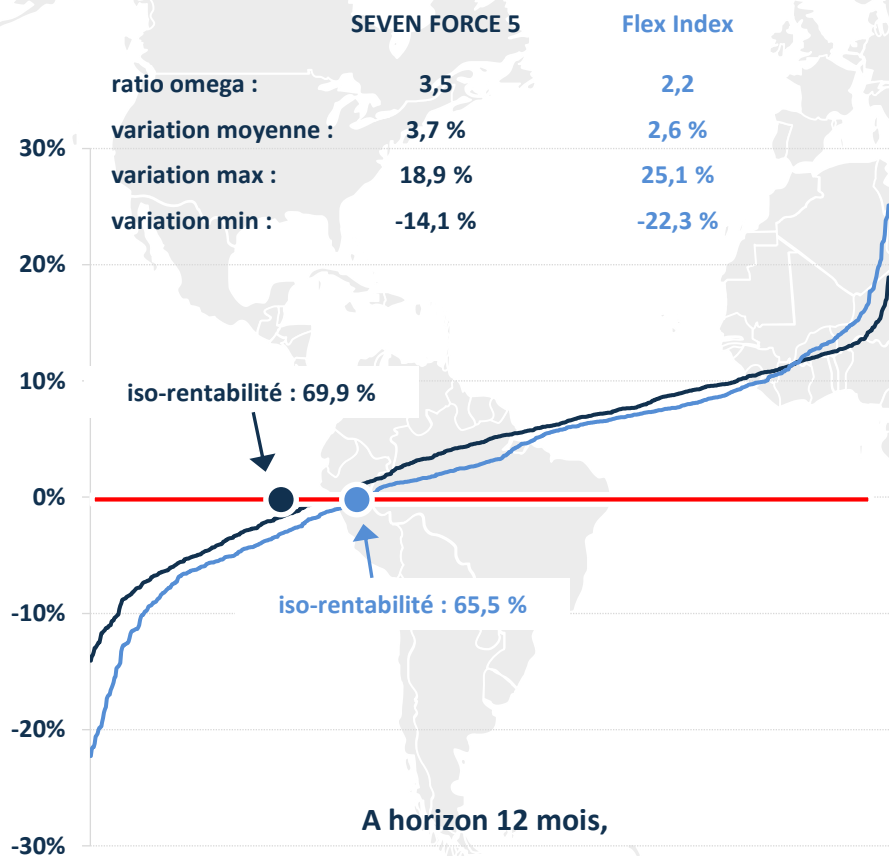 SEVEN FORCE 5 Flex Index
ratio omega : 3,5 2,2
variation moyenne : 3,7 % 2,6 %
30%
variation max : 18,9 % 25,1 %
variation min : -14,1 % -22,3 %
20%
10%
iso-rentabilité : 69,9 %
0%
iso-rentabilité : 65,5 %
-10%
-20%
A horizon 12 mois,
-30%